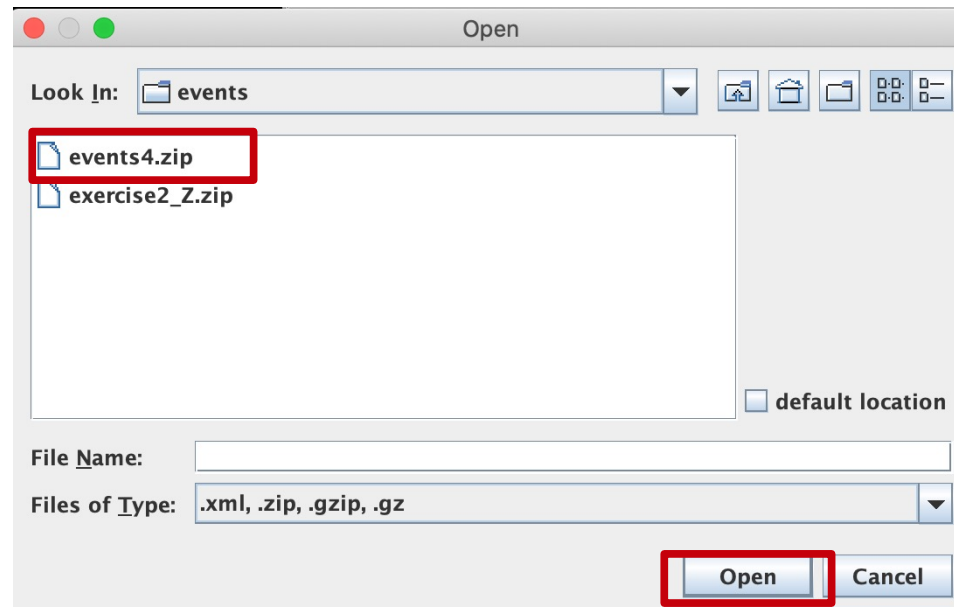 Open
Look In: events
events4.zip
exercise2_Z.zip
default location
File Name:
Files of Type: .xml, .zip, .gzip, .gz
Open Cancel